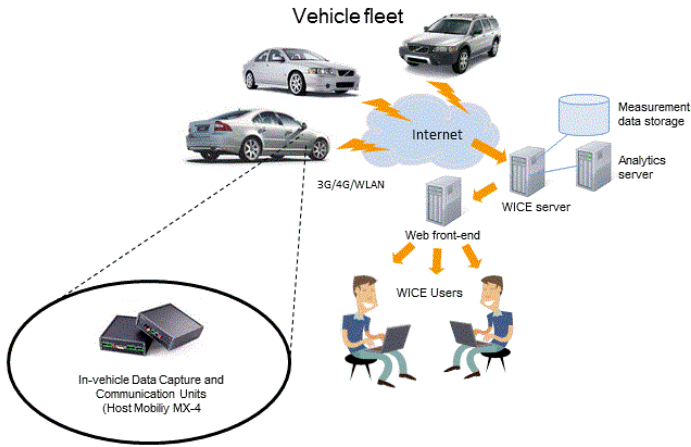 Vehicle fleet
Internet
Measurement
data storage
Analytics
server
3G/4G/WLAN
WICE server
Web front-end
WICE Users
In-vehicle Data Capture and
Communication Units
(Host Mobiliy MX-4